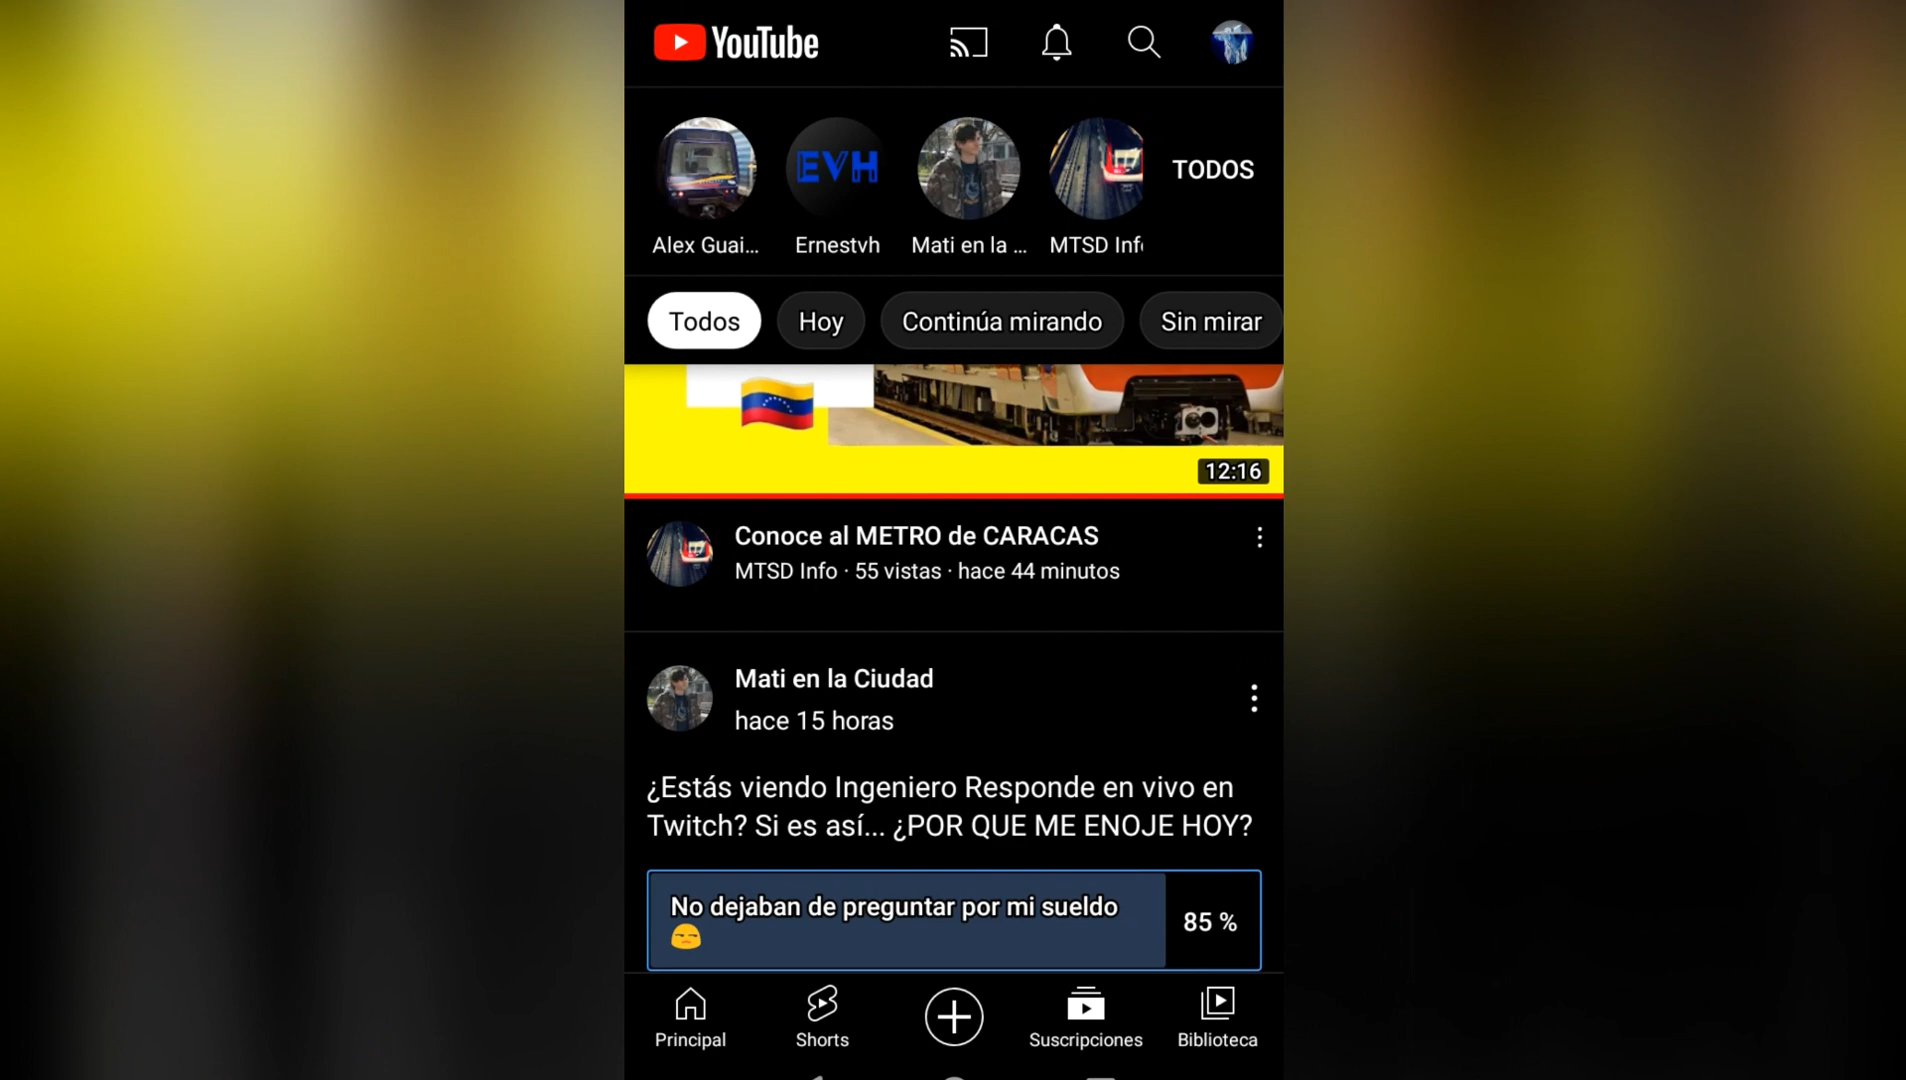 YouTube
EVH
TODOS
Alex Guai...
Ernestvh
Mati en la ...
MTSD Info
Todos
Hoy
Continúa mirando
Sin mirar
12:16
Conoce al METRO de CARACAS
MTSD Info · 55 vistas · hace 44 minutos
Mati en la Ciudad
hace 15 horas
¿Estás viendo Ingeniero Responde en vivo en
Twitch? Si es así... ¿POR QUE ME ENOJE HOY?
No dejaban de preguntar por mi sueldo
😒
85 %
Principal
Shorts
Suscripciones
Biblioteca